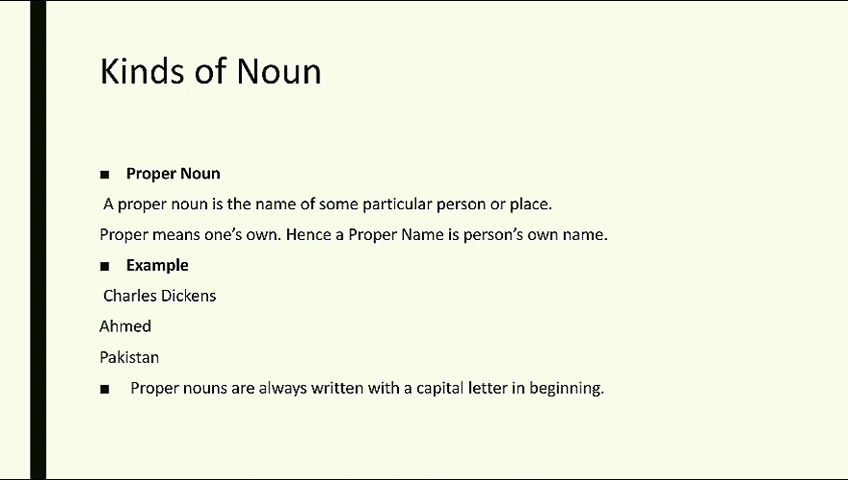 Kinds of Noun
■ Proper Noun
A proper noun is the name of some particular person or place.
Proper means one’s own. Hence a Proper Name is person’s own name.
■ Example
Charles Dickens
Ahmed
Pakistan
■ Proper nouns are always written with a capital letter in beginning.